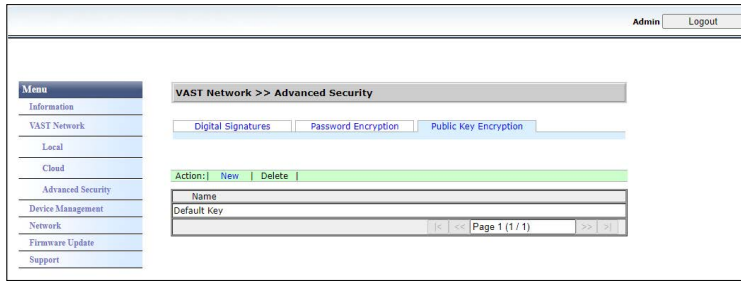 Admin Logout
Menu
Information
VAST Network
Local
Cloud
Advanced Security
Device Management
Network
Firmware Update
Support
VAST Network >> Advanced Security
Digital Signatures Password Encryption Public Key Encryption
Action:| New | Delete |
Name
Default Key
|< << Page 1 (1 / 1) >> >|